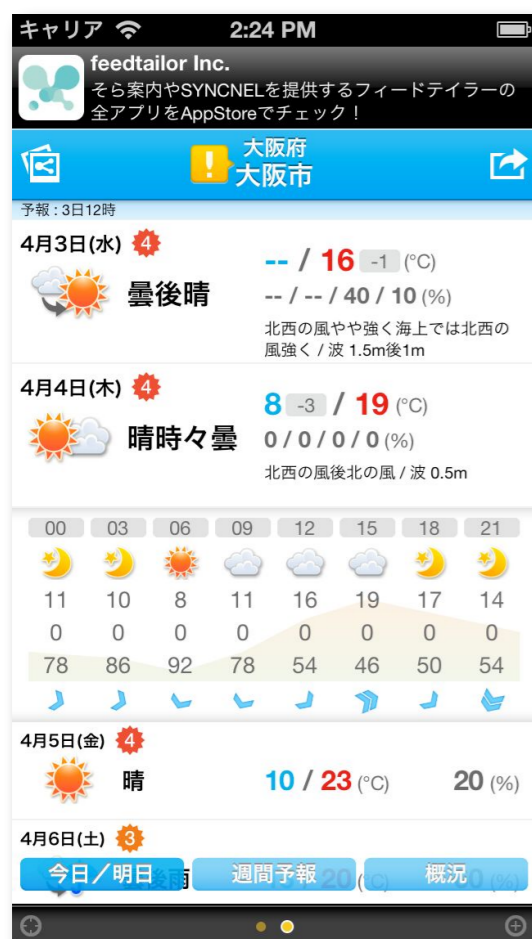 キャリア 2:24 PM
feedtailor Inc.
そら案内やSYNCNELを提供するフィードテイラーの
全アプリをAppStoreでチェック！
大阪府
大阪市
予報 : 3日12時
4月3日(水) 4
曇後晴
-- / 16 -1 (°C)
-- / -- / 40 / 10 (%)
北西の風やや強く海上では北西の
風強く / 波 1.5m後1m
4月4日(木) 4
晴時々曇
8 -3 / 19 (°C)
0 / 0 / 0 / 0 (%)
北西の風後北の風 / 波 0.5m
00 03 06 09 12 15 18 21
11 10 8 11 16 19 17 14
0 0 0 0 0 0 0 0
78 86 92 78 54 46 50 54
4月5日(金) 4
晴 10 / 23 (°C) 20 (%)
4月6日(土) 3
後雨 20 (°C) 0 (%)
今日／明日 週間予報 概況